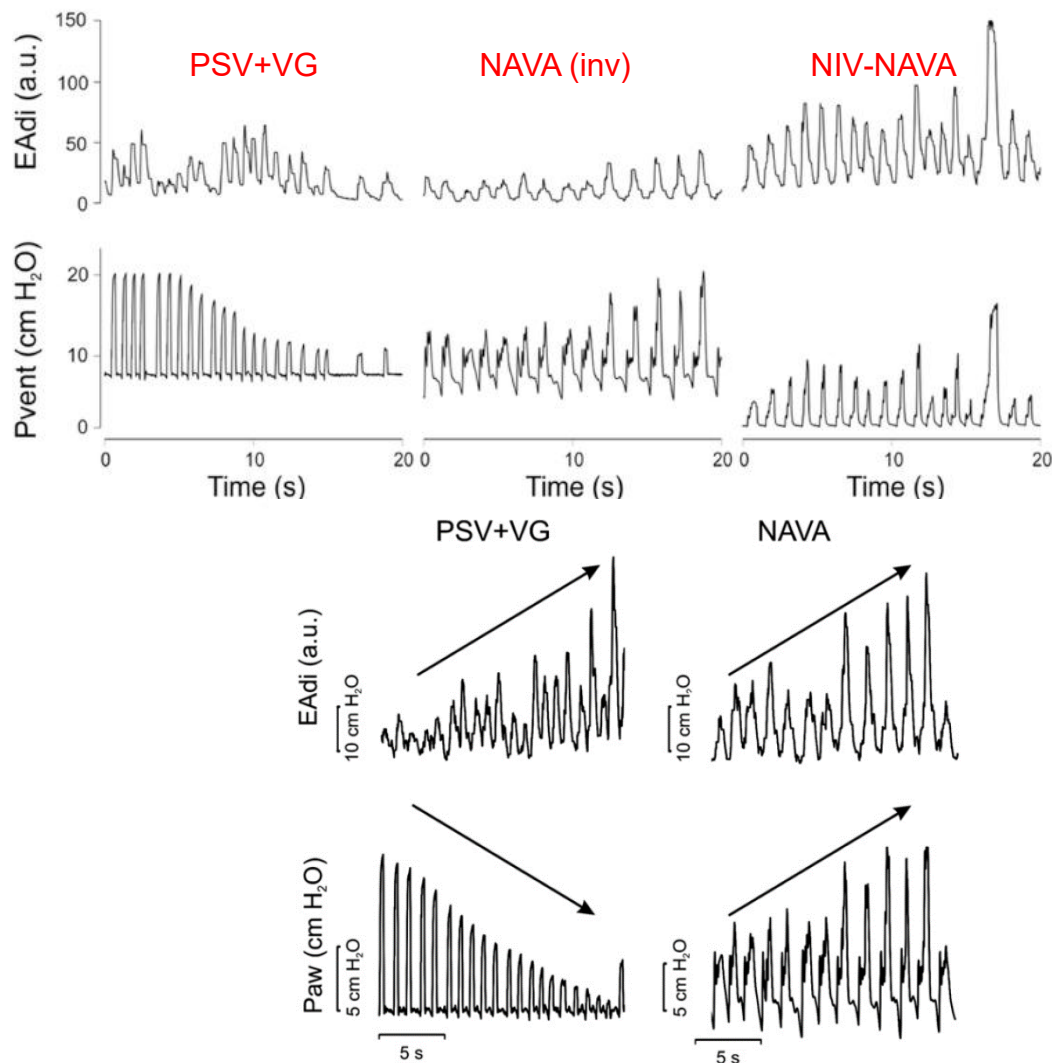 PSV+VG NAVA (inv) NIV-NAVA
EAdi (a.u.)
150
100
50
0
Pvent (cm H₂O)
20
10
0
0 10 20 0 10 20 0 10 20
Time (s) Time (s) Time (s)
PSV+VG NAVA
EAdi (a.u.)
10 cm H₂O 10 cm H₂O
Paw (cm H₂O)
5 cm H₂O 5 cm H₂O
5 s 5 s